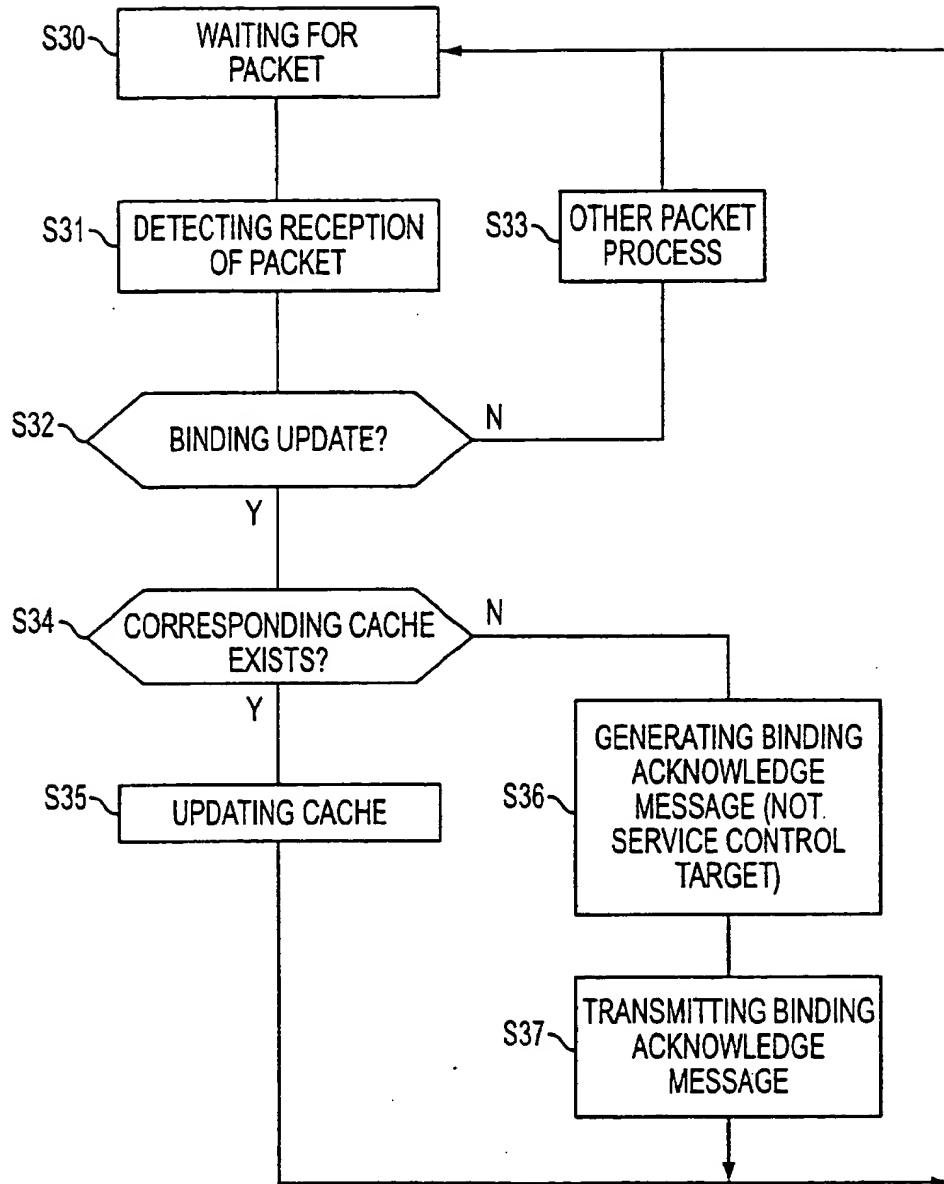 S30
WAITING FOR
PACKET
S31
DETECTING RECEPTION
OF PACKET
S33
OTHER PACKET
PROCESS
S32
BINDING UPDATE?
N
Y
S34
CORRESPONDING CACHE
EXISTS?
N
Y
S35
UPDATING CACHE
S36
GENERATING BINDING
ACKNOWLEDGE
MESSAGE (NOT
SERVICE CONTROL
TARGET)
S37
TRANSMITTING BINDING
ACKNOWLEDGE
MESSAGE